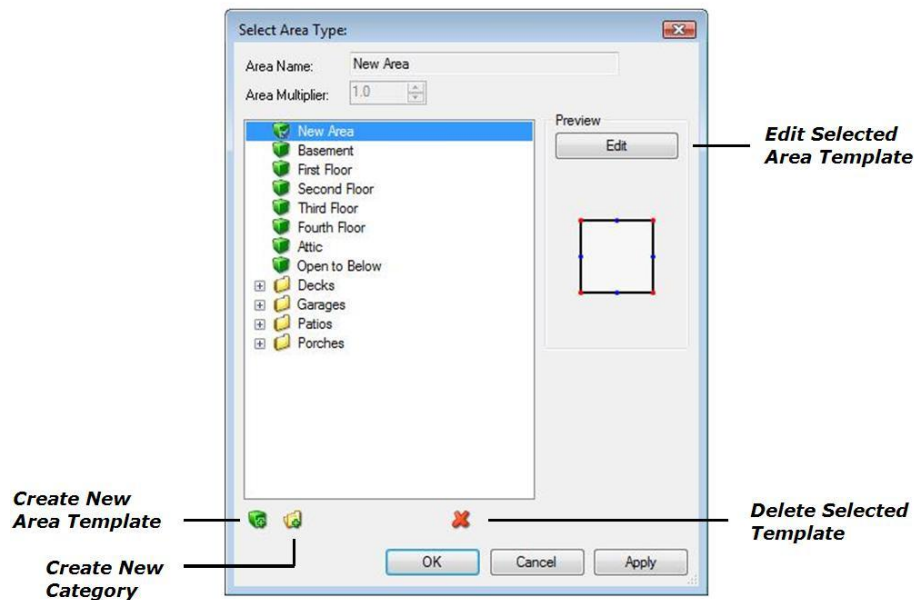 Select Area Type:
Area Name: New Area
Area Multiplier: 1.0
New Area
Basement
First Floor
Second Floor
Third Floor
Fourth Floor
Attic
Open to Below
Decks
Garages
Patios
Porches
Preview
Edit
Edit Selected
Area Template
Create New
Area Template
Create New
Category
Delete Selected
Template
OK Cancel Apply